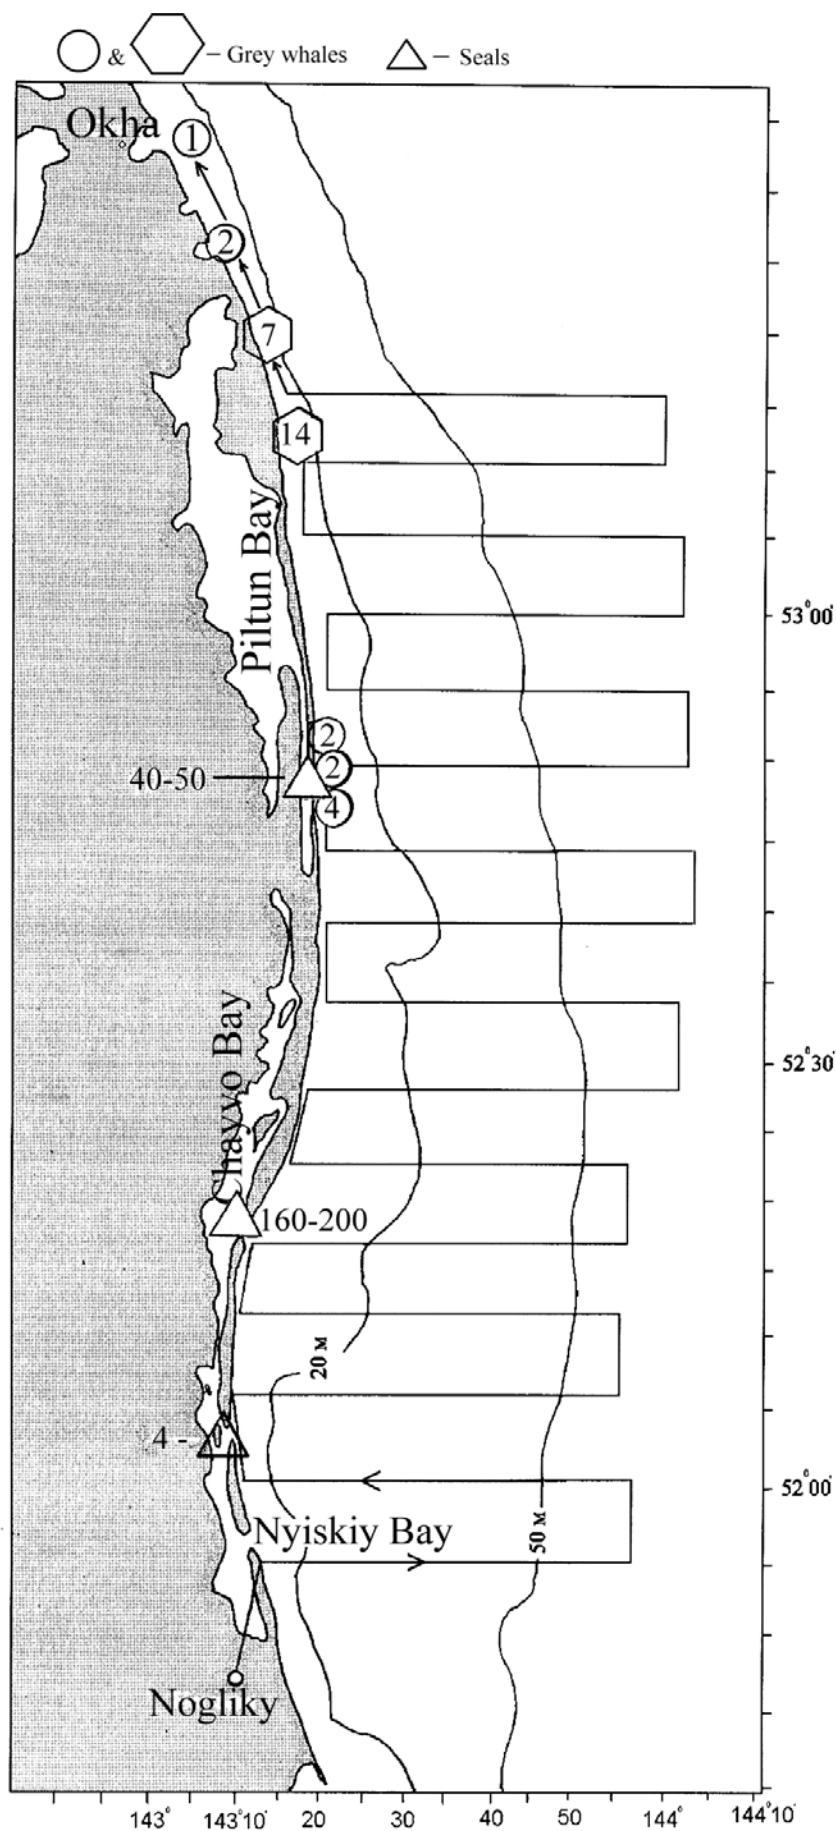 & – Grey whales – Seals
Okha
1
2
7
14
Piltun Bay
53°00'
2
40-50
2
4
Chayvo Bay
52°30'
160-200
20 м
4 -
52°00'
Nyiskiy Bay
50 м
Nogliky
143° 143°10' 20 30 40 50 144° 144°10'